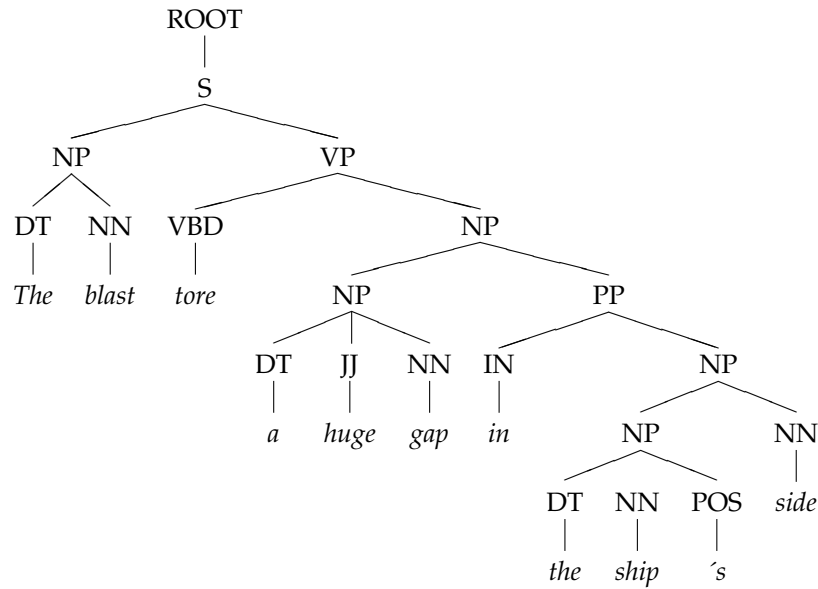 ROOT
S
NP VP
DT NN VBD NP
The blast tore NP PP
DT JJ NN IN NP
a huge gap in NP NN
DT NN POS side
the ship ´s